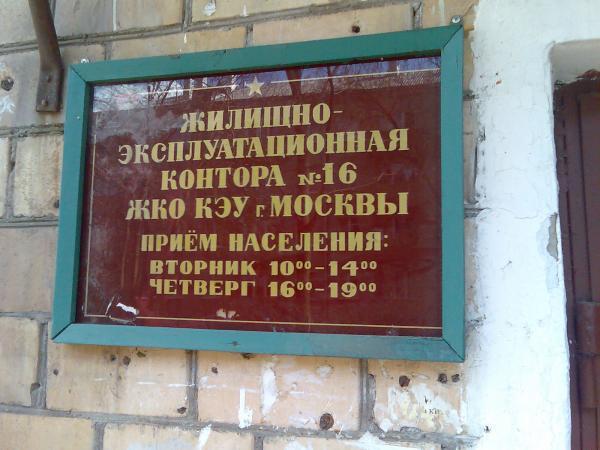 ЖИЛИЩНО-
ЭКСПЛУАТАЦИОННАЯ
КОНТОРА №16
ЖКО КЭУ г. МОСКВЫ
ПРИЁМ НАСЕЛЕНИЯ:
ВТОРНИК 10⁰⁰-14⁰⁰
ЧЕТВЕРГ 16⁰⁰-19⁰⁰